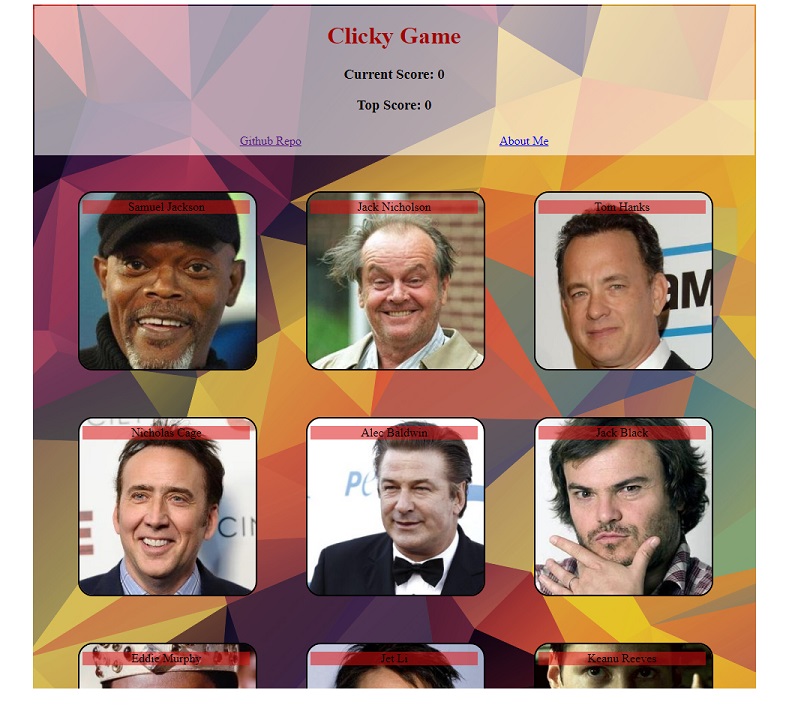 Clicky Game
Current Score: 0
Top Score: 0
Github Repo
About Me
Samuel Jackson
Jack Nicholson
Tom Hanks
Nicholas Cage
Alec Baldwin
Jack Black
Eddie Murphy
Jet Li
Keanu Reeves